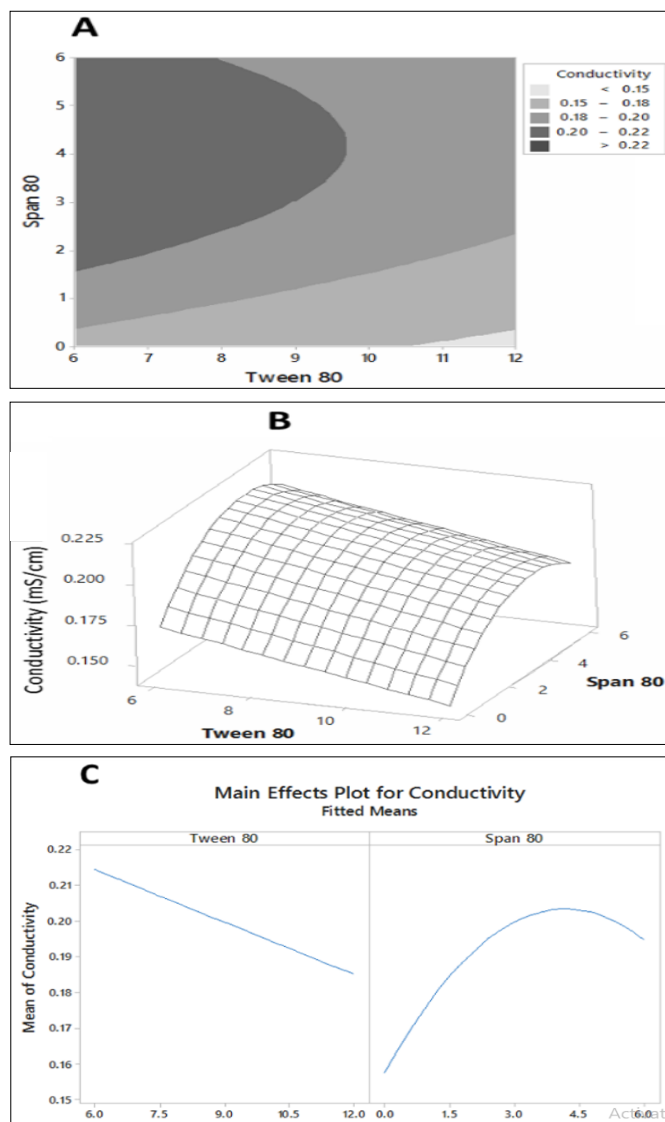 A
Span 80
6
5
4
3
2
1
0
6 7 8 9 10 11 12
Tween 80
Conductivity
< 0.15
0.15 – 0.18
0.18 – 0.20
0.20 – 0.22
> 0.22
B
Conductivity (mS/cm)
0.225
0.200
0.175
0.150
6 8 10 12
Tween 80
0 2 4 6
Span 80
C
Main Effects Plot for Conductivity
Fitted Means
Tween 80 Span 80
Mean of Conductivity
0.22
0.21
0.20
0.19
0.18
0.17
0.16
0.15
6.0 7.5 9.0 10.5 12.0 0.0 1.5 3.0 4.5 6.0
Activat